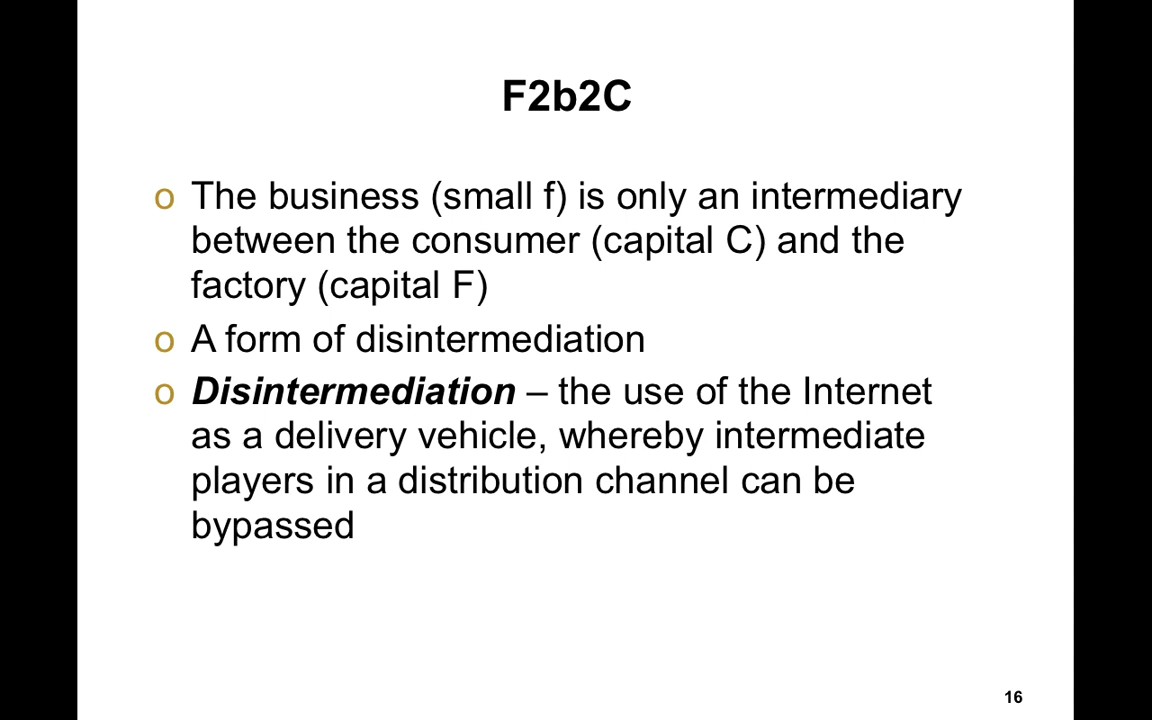 F2b2C
o The business (small f) is only an intermediary
between the consumer (capital C) and the
factory (capital F)
o A form of disintermediation
o Disintermediation – the use of the Internet
as a delivery vehicle, whereby intermediate
players in a distribution channel can be
bypassed
16